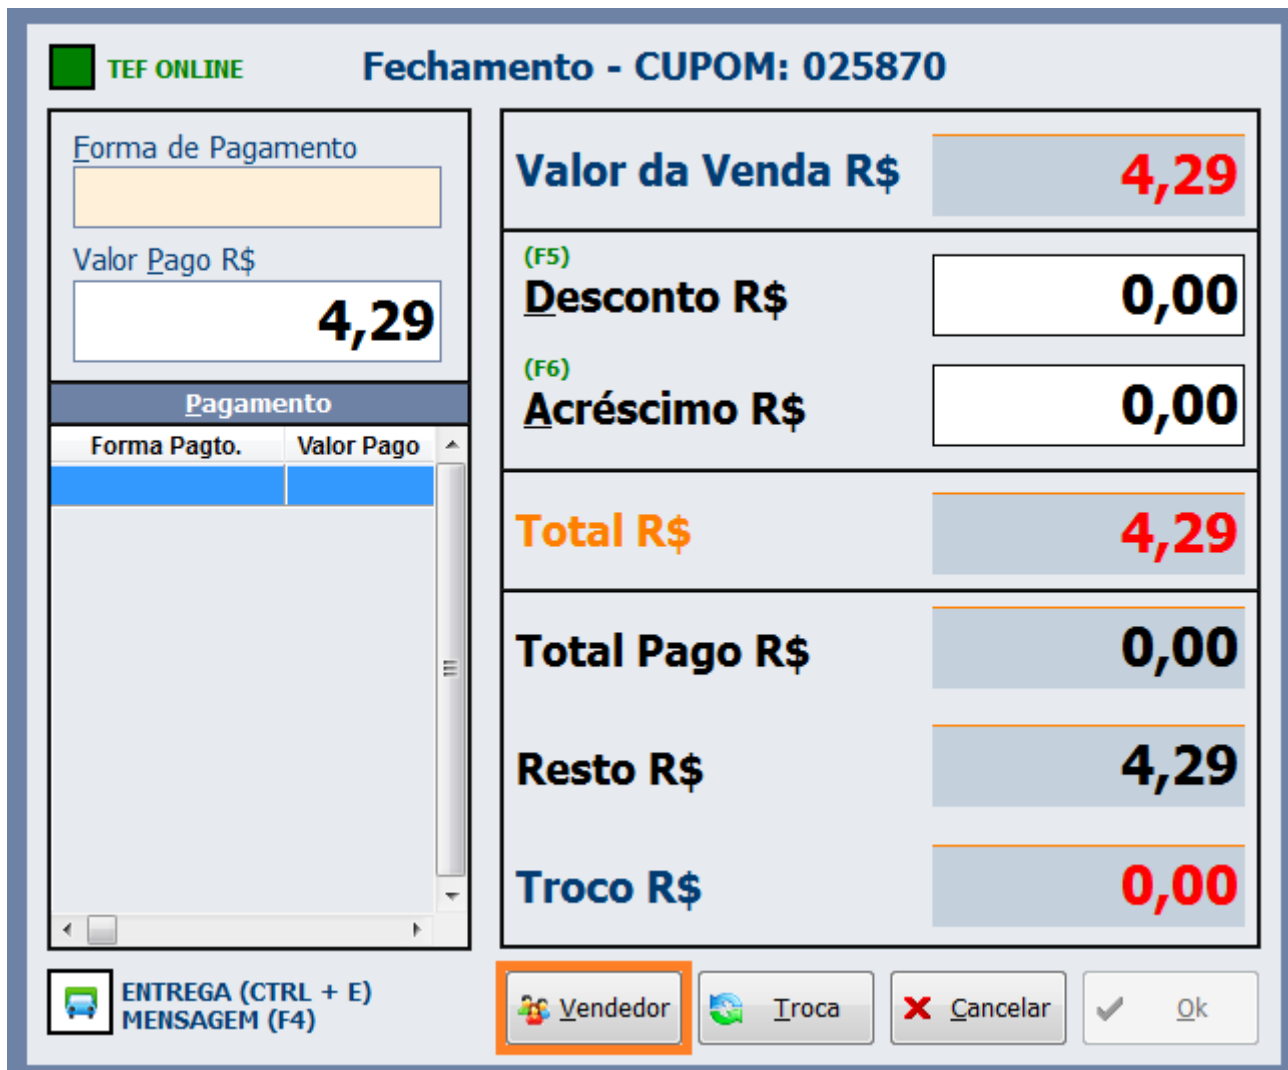 TEF ONLINE
Fechamento - CUPOM: 025870
Forma de Pagamento
Valor Pago R$
4,29
Pagamento
Forma Pagto. Valor Pago
Valor da Venda R$ 4,29
(F5)
Desconto R$ 0,00
(F6)
Acréscimo R$ 0,00
Total R$ 4,29
Total Pago R$ 0,00
Resto R$ 4,29
Troco R$ 0,00
ENTREGA (CTRL + E)
MENSAGEM (F4)
Vendedor Troca Cancelar Ok